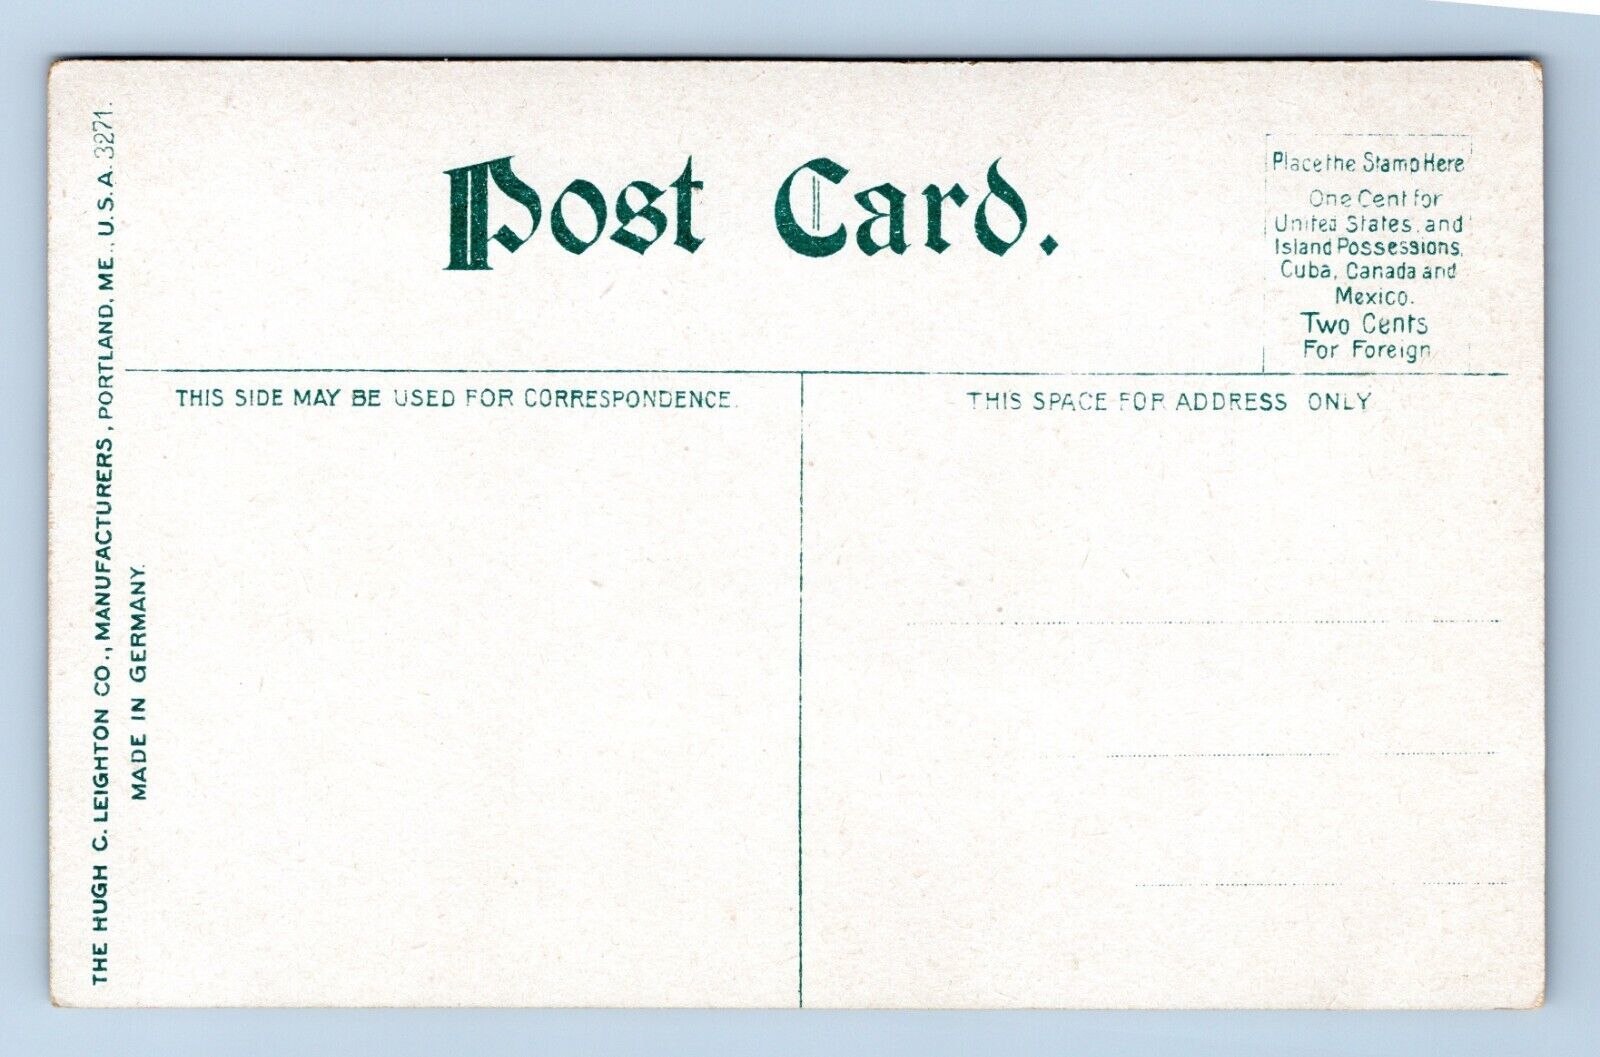 Post Card.
Place the Stamp Here
One Cent for
United States, and
Island Possessions,
Cuba, Canada and
Mexico.
Two Cents
For Foreign
THIS SIDE MAY BE USED FOR CORRESPONDENCE.
THIS SPACE FOR ADDRESS ONLY
THE HUGH C. LEIGHTON CO., MANUFACTURERS, PORTLAND, ME., U.S.A. 3271.
MADE IN GERMANY.